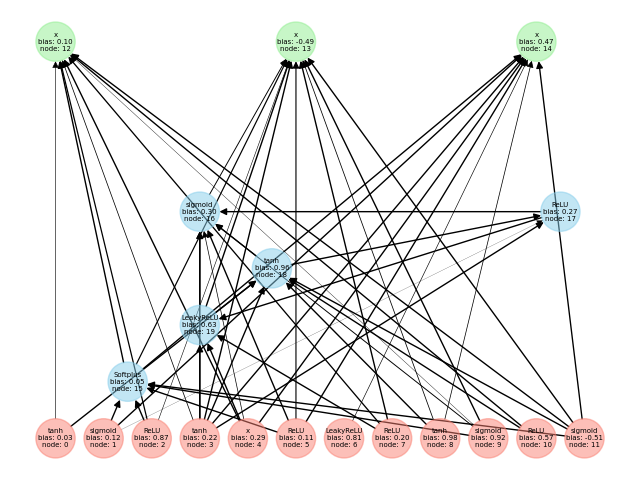 x
bias: 0.10
node: 12
x
bias: -0.49
node: 13
x
bias: 0.47
node: 14
sigmoid
bias: 0.30
node: 16
ReLU
bias: 0.27
node: 17
tanh
bias: 0.96
node: 18
LeakyReLU
bias: 0.63
node: 19
Softplus
bias: 0.05
node: 15
tanh
bias: 0.03
node: 0
sigmoid
bias: 0.12
node: 1
ReLU
bias: 0.87
node: 2
tanh
bias: 0.22
node: 3
x
bias: 0.29
node: 4
ReLU
bias: 0.11
node: 5
LeakyReLU
bias: 0.81
node: 6
ReLU
bias: 0.20
node: 7
tanh
bias: 0.98
node: 8
sigmoid
bias: 0.92
node: 9
ReLU
bias: 0.57
node: 10
sigmoid
bias: -0.51
node: 11